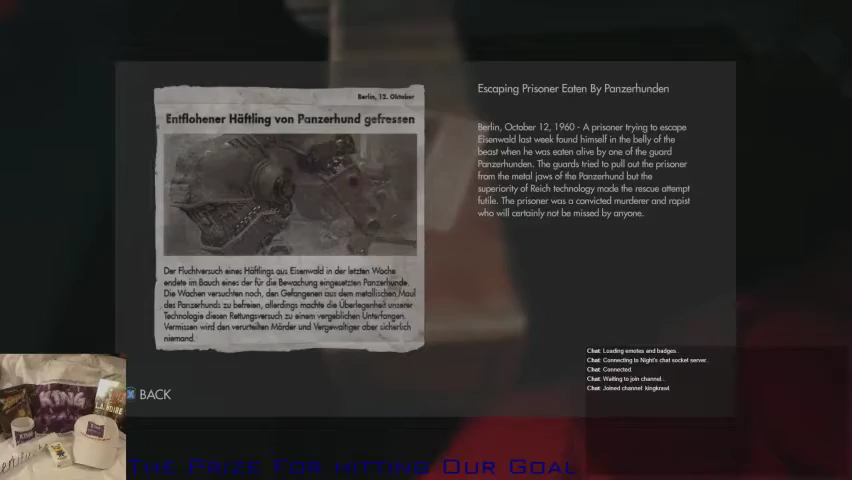 Berlin, 12. Oktober
Entflohener Häftling von Panzerhund gefressen
Der Fluchtversuch eines Häftlings aus Eisenwald in der letzten Woche
endete im Bauch eines der für die Bewachung eingesetzten Panzerhunde.
Die Wachen versuchten noch, den Gefangenen aus dem metallischen Maul
des Panzerhunds zu befreien, allerdings machte die Überlegenheit unserer
Technologie diesen Rettungsversuch zu einem vergeblichen Unterfangen.
Vermissen wird den verurteilten Mörder und Vergewaltiger aber sicherlich
niemand.
Escaping Prisoner Eaten By Panzerhunden
Berlin, October 12, 1960 - A prisoner trying to escape
Eisenwald last week found himself in the belly of the
beast when he was eaten alive by one of the guard
Panzerhunden. The guards tried to pull out the prisoner
from the metal jaws of the Panzerhund but the
superiority of Reich technology made the rescue attempt
futile. The prisoner was a convicted murderer and rapist
who will certainly not be missed by anyone.
Chat: Loading emotes and badges..
Chat: Connecting to Night's chat socket server..
Chat: Connected.
Chat: Waiting to join channel..
Chat: Joined channel: kingkrawl.
X BACK
KING
L.A.NOIRE
The Prize For hitting Our Goal